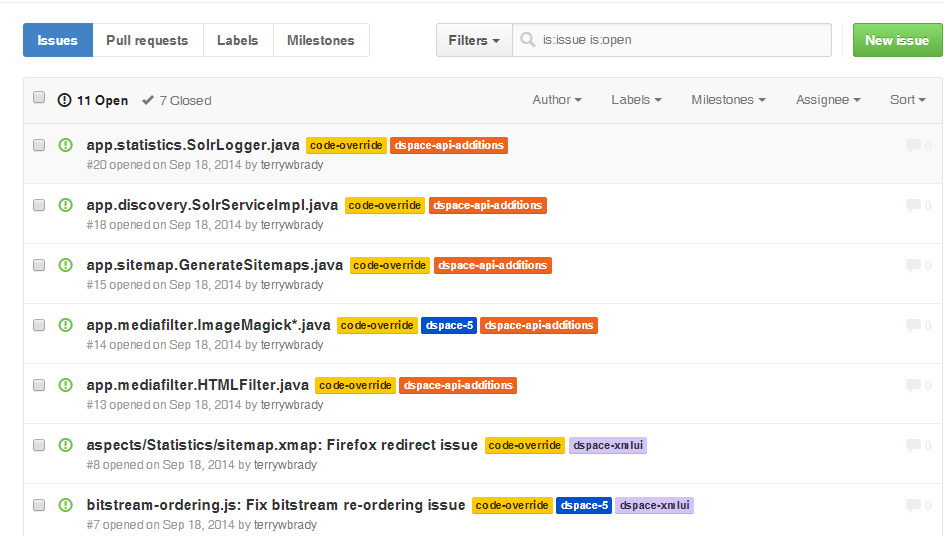 Issues Pull requests Labels Milestones Filters is:issue is:open New issue
11 Open 7 Closed Author Labels Milestones Assignee Sort
app.statistics.SolrLogger.java code-override dspace-api-additions 0
#20 opened on Sep 18, 2014 by terrywbrady
app.discovery.SolrServiceImpl.java code-override dspace-api-additions 0
#18 opened on Sep 18, 2014 by terrywbrady
app.sitemap.GenerateSitemaps.java code-override dspace-api-additions 0
#15 opened on Sep 18, 2014 by terrywbrady
app.mediafilter.ImageMagick*.java code-override dspace-5 dspace-api-additions 0
#14 opened on Sep 18, 2014 by terrywbrady
app.mediafilter.HTMLFilter.java code-override dspace-api-additions 0
#13 opened on Sep 18, 2014 by terrywbrady
aspects/Statistics/sitemap.xmap: Firefox redirect issue code-override dspace-xmlui 0
#8 opened on Sep 18, 2014 by terrywbrady
bitstream-ordering.js: Fix bitstream re-ordering issue code-override dspace-5 dspace-xmlui 0
#7 opened on Sep 18, 2014 by terrywbrady